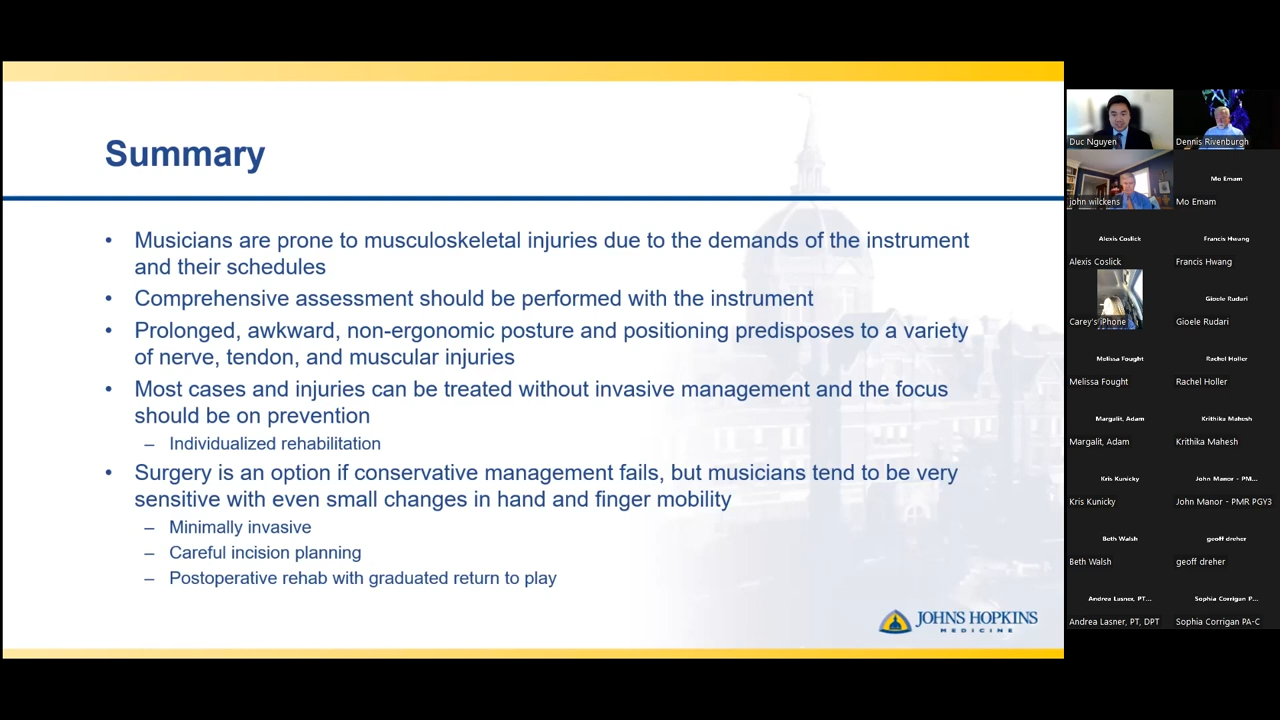 Summary
• Musicians are prone to musculoskeletal injuries due to the demands of the instrument
and their schedules
• Comprehensive assessment should be performed with the instrument
• Prolonged, awkward, non-ergonomic posture and positioning predisposes to a variety
of nerve, tendon, and muscular injuries
• Most cases and injuries can be treated without invasive management and the focus
should be on prevention
– Individualized rehabilitation
• Surgery is an option if conservative management fails, but musicians tend to be very
sensitive with even small changes in hand and finger mobility
– Minimally invasive
– Careful incision planning
– Postoperative rehab with graduated return to play
JOHNS HOPKINS
MEDICINE
Duc Nguyen
Dennis Rivenburgh
john wilckens
Mo Emam
Mo Emam
Alexis Coslick
Alexis Coslick
Francis Hwang
Francis Hwang
Carey's iPhone
Gioele Rudari
Gioele Rudari
Melissa Fought
Melissa Fought
Rachel Holler
Rachel Holler
Margalit, Adam
Margalit, Adam
Krithika Mahesh
Krithika Mahesh
Kris Kunicky
Kris Kunicky
John Manor - PM...
John Manor - PMR PGY3
Beth Walsh
Beth Walsh
geoff dreher
geoff dreher
Andrea Lasner, PT...
Andrea Lasner, PT, DPT
Sophia Corrigan P...
Sophia Corrigan PA-C